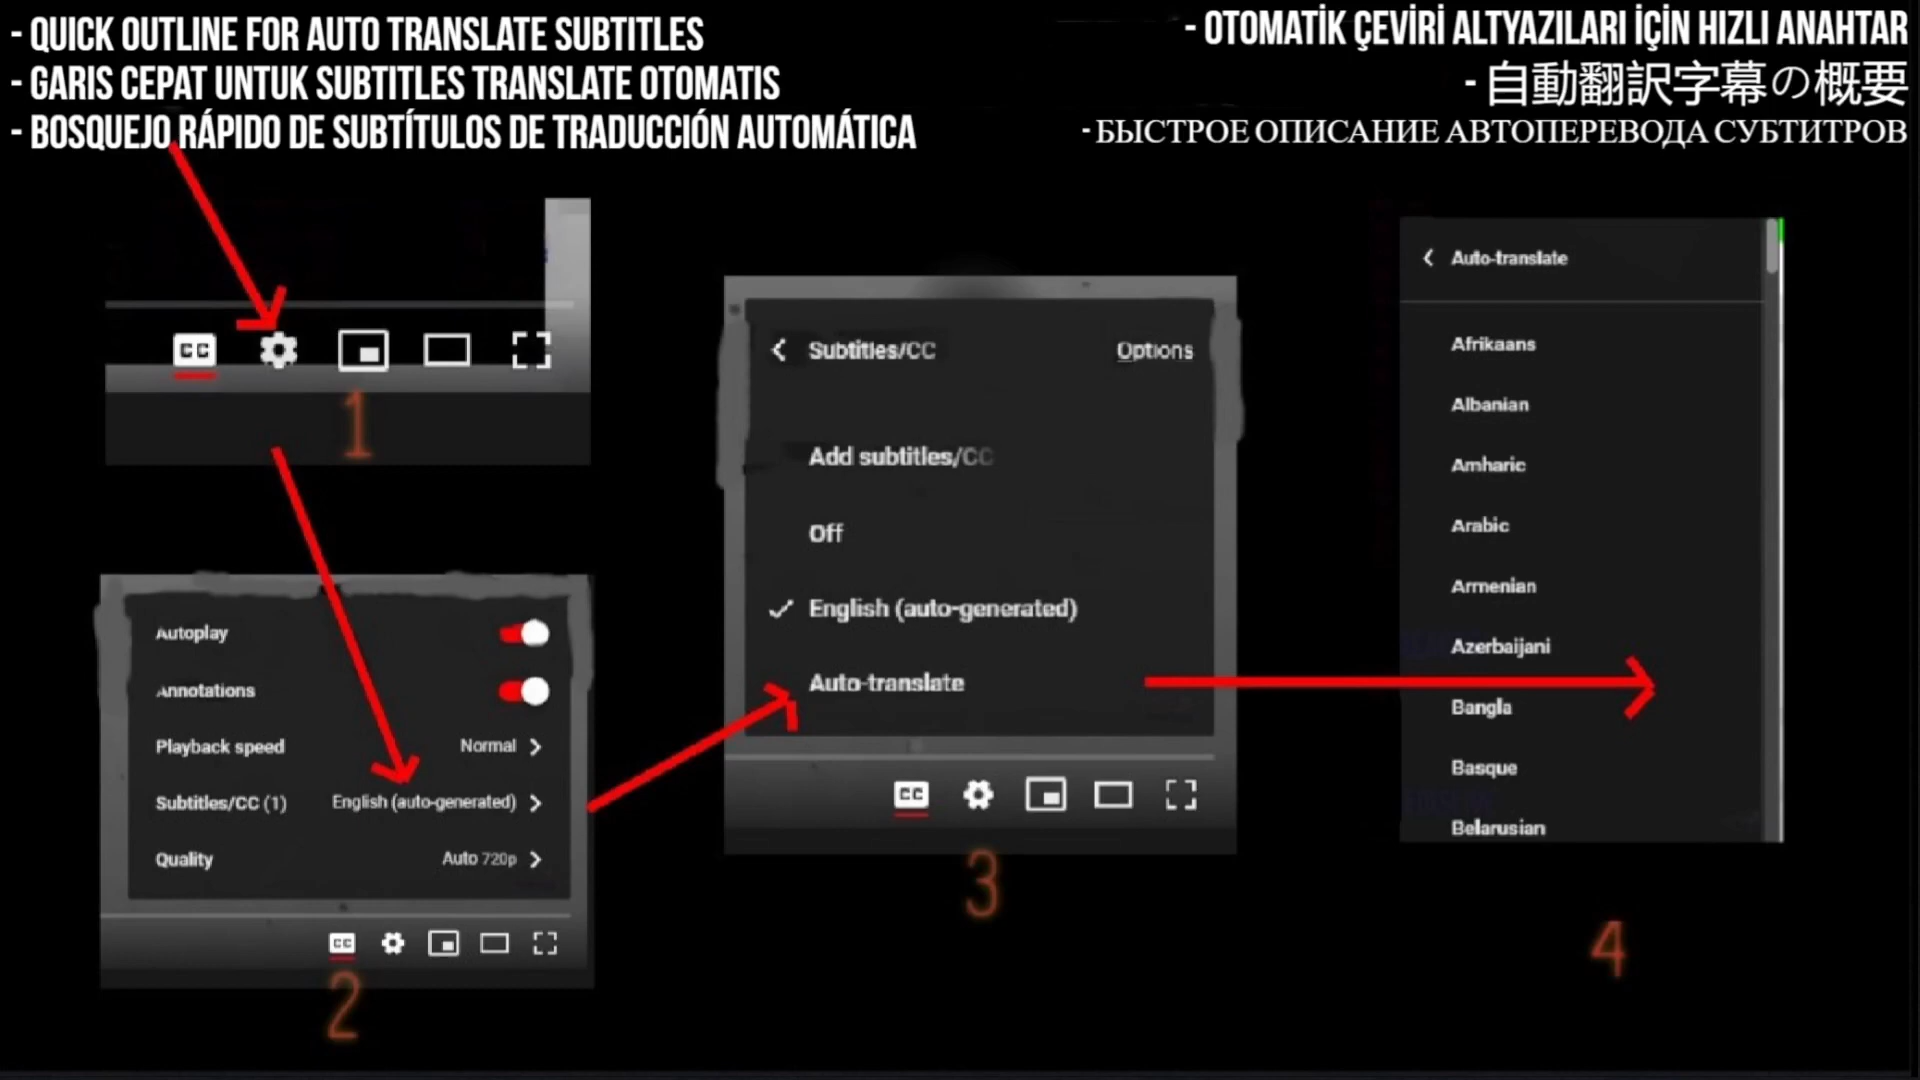 - QUICK OUTLINE FOR AUTO TRANSLATE SUBTITLES
- GARIS CEPAT UNTUK SUBTITLES TRANSLATE OTOMATIS
- BOSQUEJO RÁPIDO DE SUBTÍTULOS DE TRADUCCIÓN AUTOMÁTICA
- OTOMATİK ÇEVİRİ ALTYAZILARI İÇİN HIZLI ANAHTAR
- 自動翻訳字幕の概要
- БЫСТРОЕ ОПИСАНИЕ АВТОПЕРЕВОДА СУБТИТРОВ
CC
1
Autoplay
Annotations
Playback speed Normal
Subtitles/CC (1) English (auto-generated)
Quality Auto 720p
CC
2
Subtitles/CC Options
Add subtitles/CC
Off
English (auto-generated)
Auto-translate
CC
3
Auto-translate
Afrikaans
Albanian
Amharic
Arabic
Armenian
Azerbaijani
Bangla
Basque
Belarusian
4